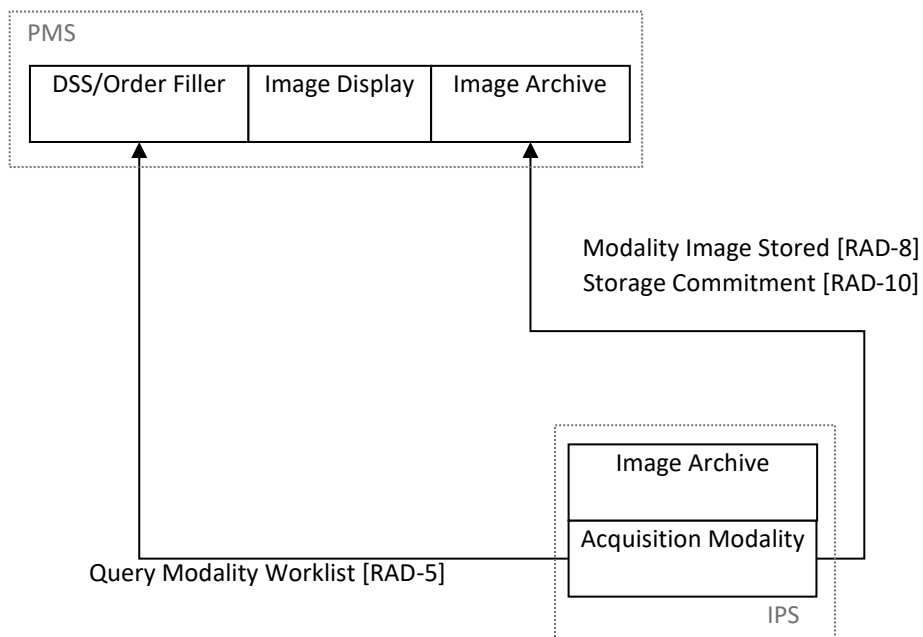 PMS
DSS/Order Filler
Image Display
Image Archive
Modality Image Stored [RAD-8]
Storage Commitment [RAD-10]
Image Archive
Acquisition Modality
Query Modality Worklist [RAD-5]
IPS